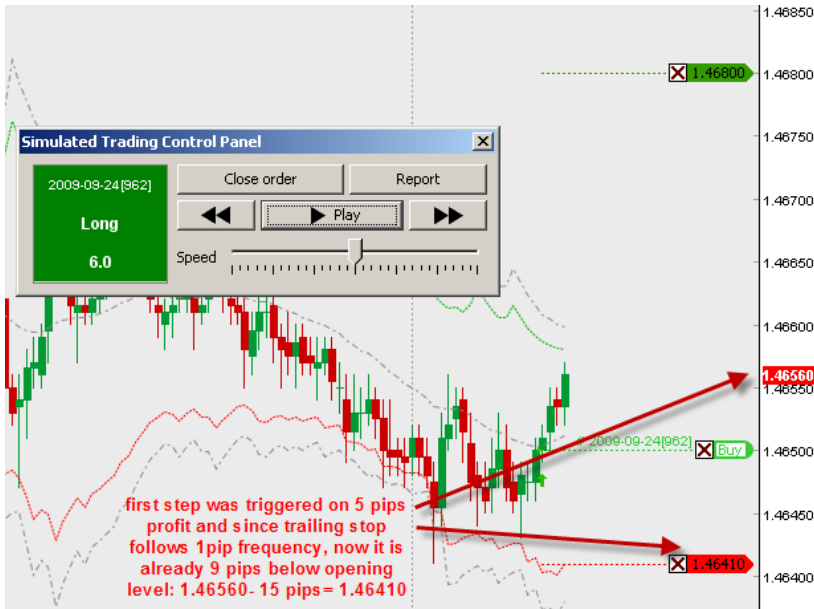 1.46850
1.46800
1.46800
1.46750
Simulated Trading Control Panel
2009-09-24[962]
Long
6.0
Close order
Report
Play
Speed
1.46700
1.46650
1.46600
1.46560
1.46550
2009-09-24[962]
Buy
1.46500
first step was triggered on 5 pips
profit and since trailing stop
follows 1pip frequency, now it is
already 9 pips below opening
level: 1.46560- 15 pips= 1.46410
1.46450
1.46410
1.46400